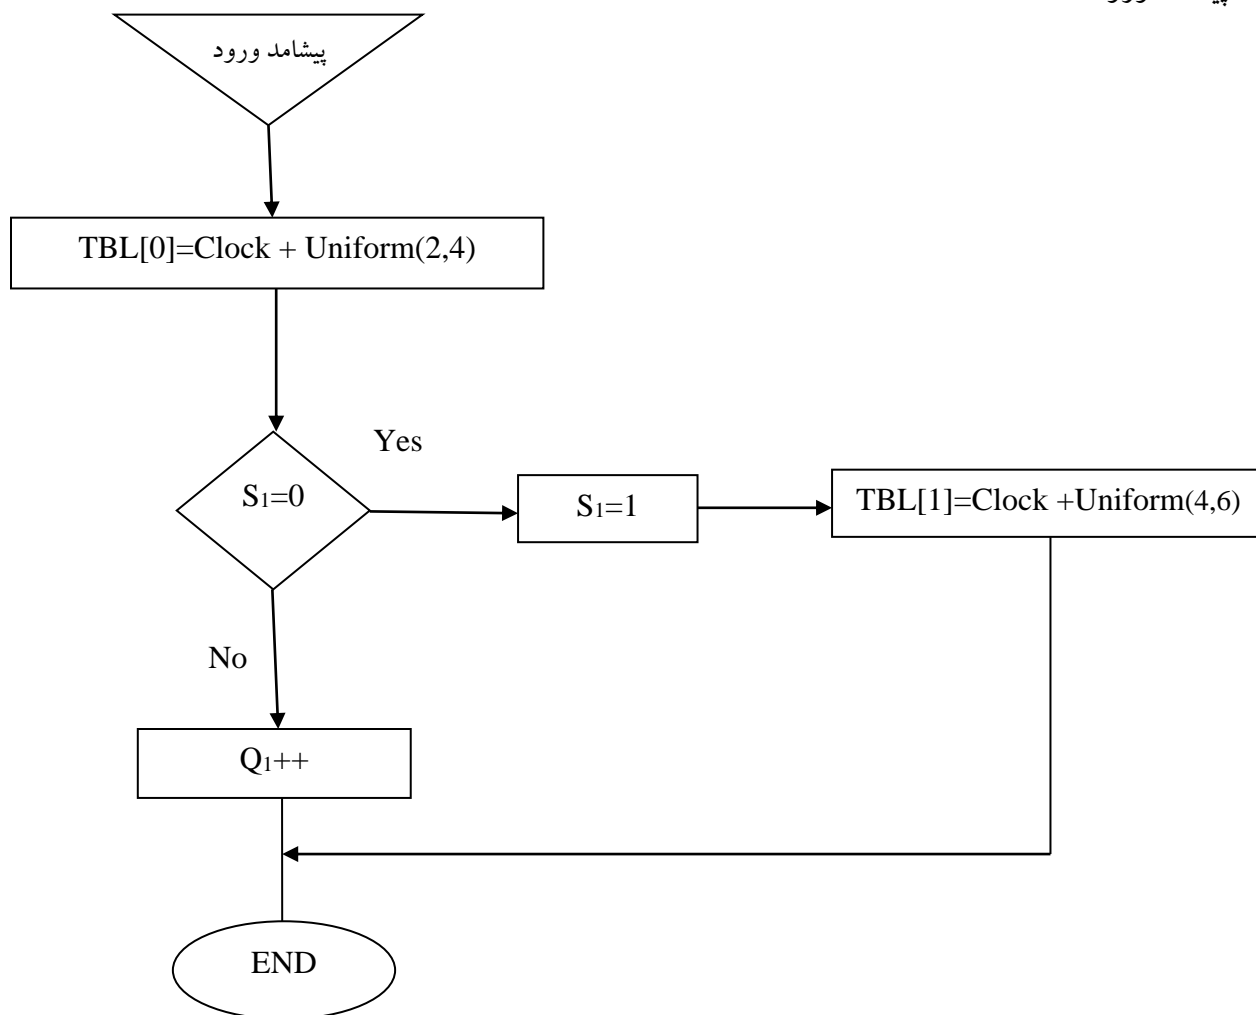 پیشامد ورود
TBL[0]=Clock + Uniform(2,4)
S₁=0
Yes
S₁=1
TBL[1]=Clock +Uniform(4,6)
No
Q₁++
END